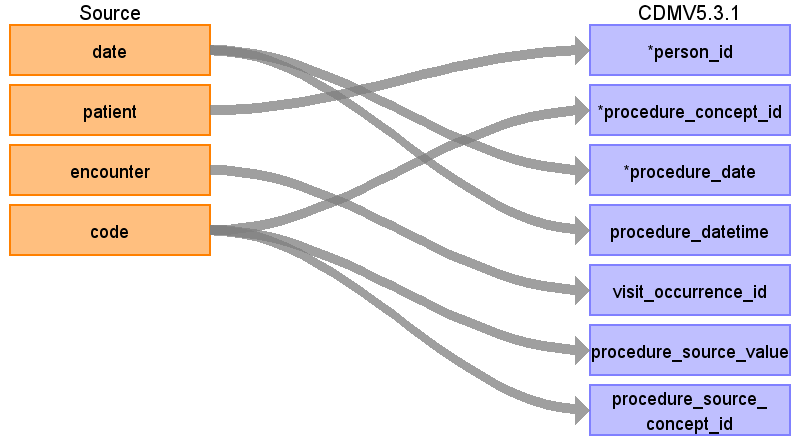 Source
CDMV5.3.1
date
*person_id
patient
*procedure_concept_id
encounter
*procedure_date
code
procedure_datetime
visit_occurrence_id
procedure_source_value
procedure_source_
concept_id